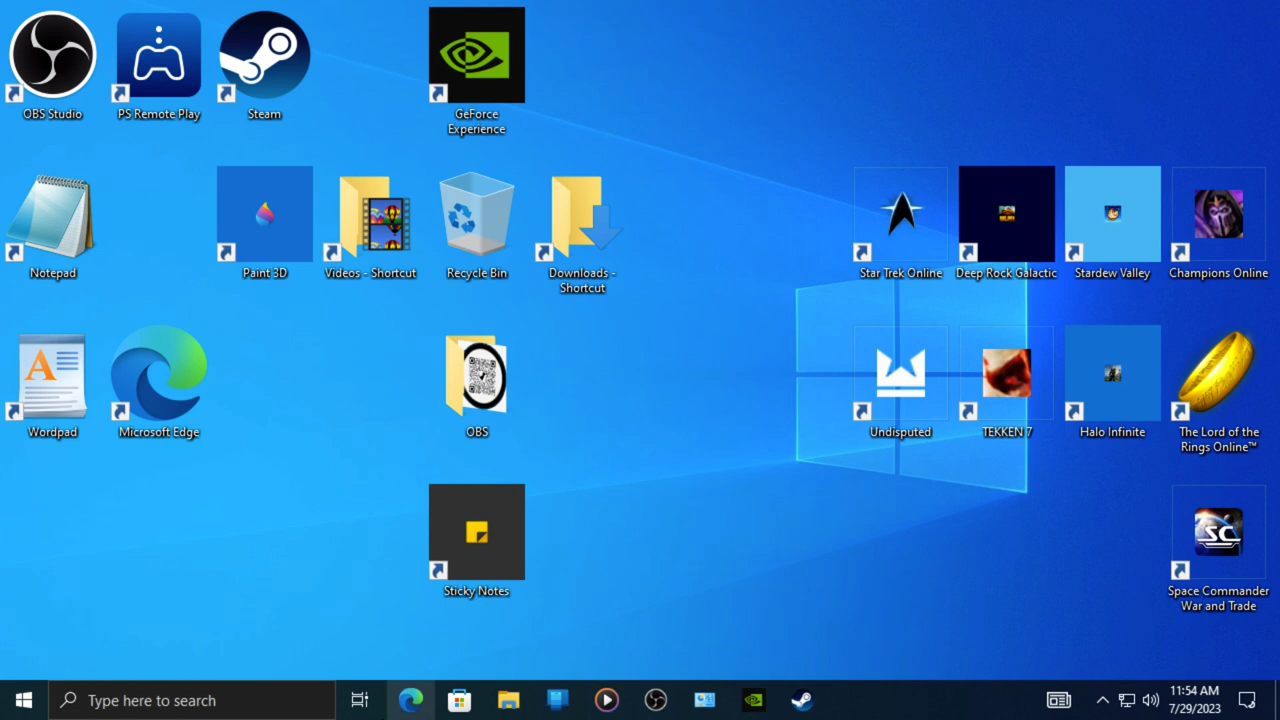 OBS Studio
PS Remote Play
Steam
GeForce
Experience
Notepad
Paint 3D
Videos - Shortcut
Recycle Bin
Downloads -
Shortcut
Star Trek Online
Deep Rock Galactic
Stardew Valley
Champions Online
Wordpad
Microsoft Edge
OBS
Undisputed
TEKKEN 7
Halo Infinite
The Lord of the
Rings Online™
Sticky Notes
SC
Space Commander
War and Trade
Type here to search
11:54 AM
7/29/2023